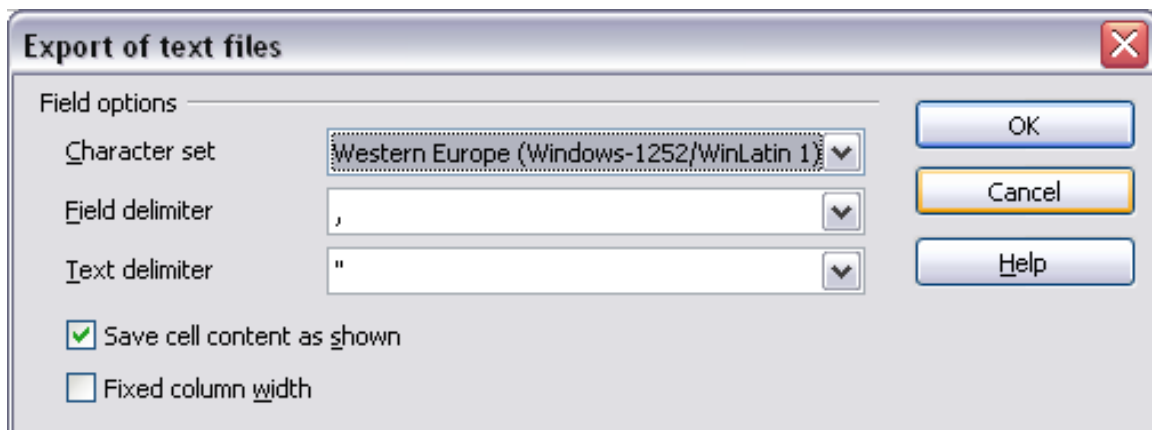 Export of text files
Field options
OK
Character set
Western Europe (Windows-1252/WinLatin 1)
Cancel
Field delimiter
,
Text delimiter
"
Help
Save cell content as shown
Fixed column width